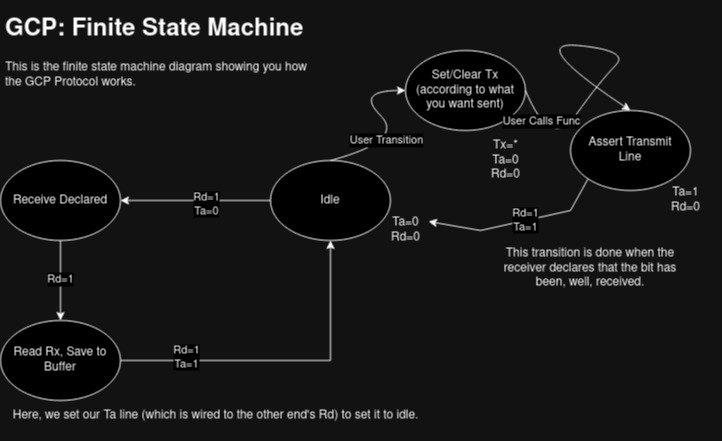 GCP: Finite State Machine
This is the finite state machine diagram showing you how
the GCP Protocol works.
Set/Clear Tx
(according to what
you want sent)
User Calls Func
User Transition
Tx=*
Ta=0
Rd=0
Assert Transmit
Line
Ta=1
Rd=0
Receive Declared
Rd=1
Ta=0
Idle
Ta=0
Rd=0
Rd=1
Ta=1
This transition is done when the
receiver declares that the bit has
been, well, received.
Rd=1
Read Rx, Save to
Buffer
Rd=1
Ta=1
Here, we set our Ta line (which is wired to the other end's Rd) to set it to idle.